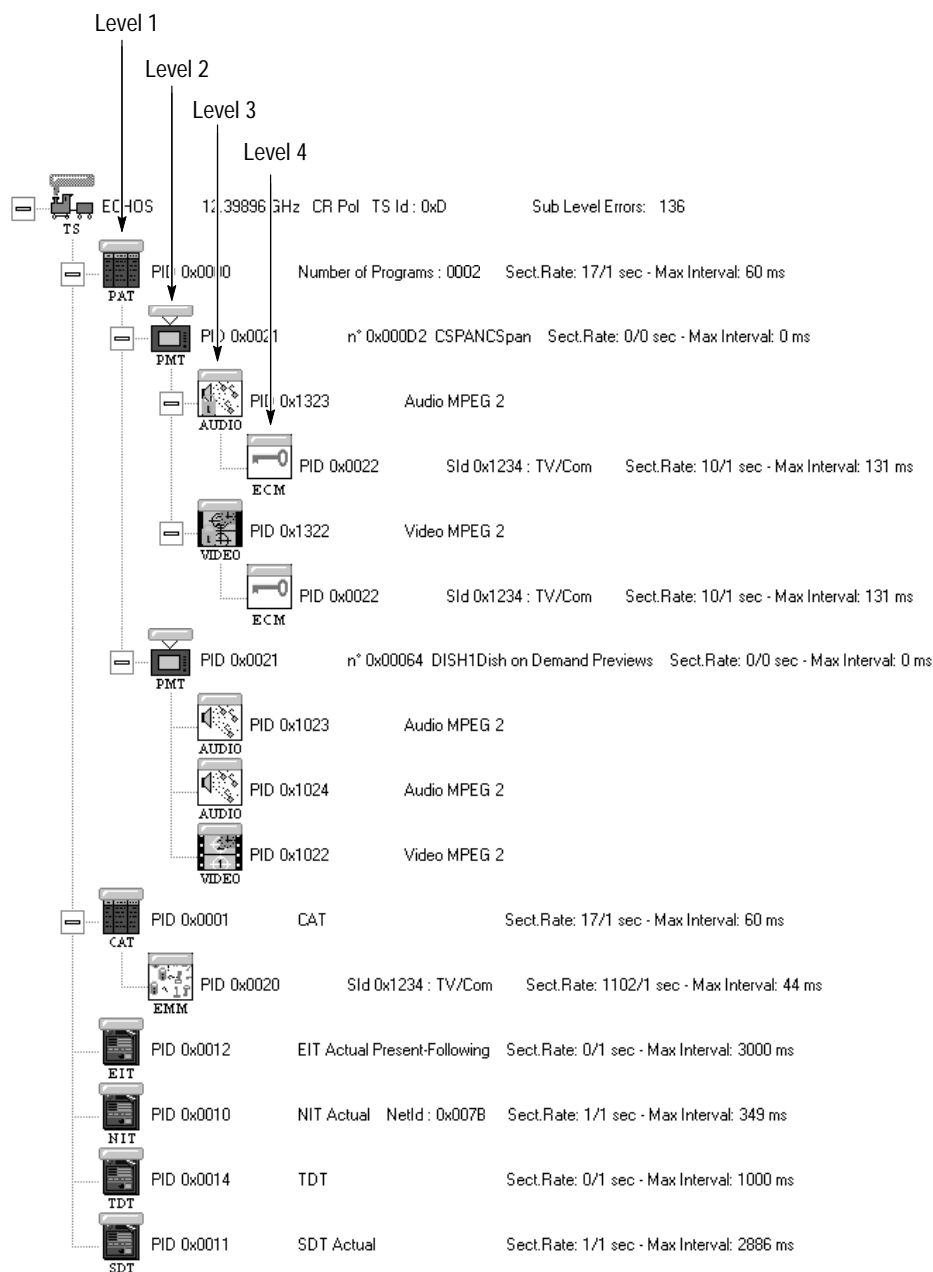 Level 1
Level 2
Level 3
Level 4
ECHOS 12.39896 GHz CR Pol TS Id : 0xD Sub Level Errors: 136
TS
PID 0x0000 Number of Programs : 0002 Sect.Rate: 17/1 sec - Max Interval: 60 ms
PAT
PID 0x0021 n° 0x000D2 CSPANCSpan Sect.Rate: 0/0 sec - Max Interval: 0 ms
PMT
PID 0x1323 Audio MPEG 2
AUDIO
PID 0x0022 SId 0x1234 : TV/Com Sect.Rate: 10/1 sec - Max Interval: 131 ms
ECM
PID 0x1322 Video MPEG 2
VIDEO
PID 0x0022 SId 0x1234 : TV/Com Sect.Rate: 10/1 sec - Max Interval: 131 ms
ECM
PID 0x0021 n° 0x00064 DISH1Dish on Demand Previews Sect.Rate: 0/0 sec - Max Interval: 0 ms
PMT
PID 0x1023 Audio MPEG 2
AUDIO
PID 0x1024 Audio MPEG 2
AUDIO
PID 0x1022 Video MPEG 2
VIDEO
PID 0x0001 CAT Sect.Rate: 17/1 sec - Max Interval: 60 ms
CAT
PID 0x0020 SId 0x1234 : TV/Com Sect.Rate: 1102/1 sec - Max Interval: 44 ms
EMM
PID 0x0012 EIT Actual Present-Following Sect.Rate: 0/1 sec - Max Interval: 3000 ms
EIT
PID 0x0010 NIT Actual NetId : 0x007B Sect.Rate: 1/1 sec - Max Interval: 349 ms
NIT
PID 0x0014 TDT Sect.Rate: 0/1 sec - Max Interval: 1000 ms
TDT
PID 0x0011 SDT Actual Sect.Rate: 1/1 sec - Max Interval: 2886 ms
SDT